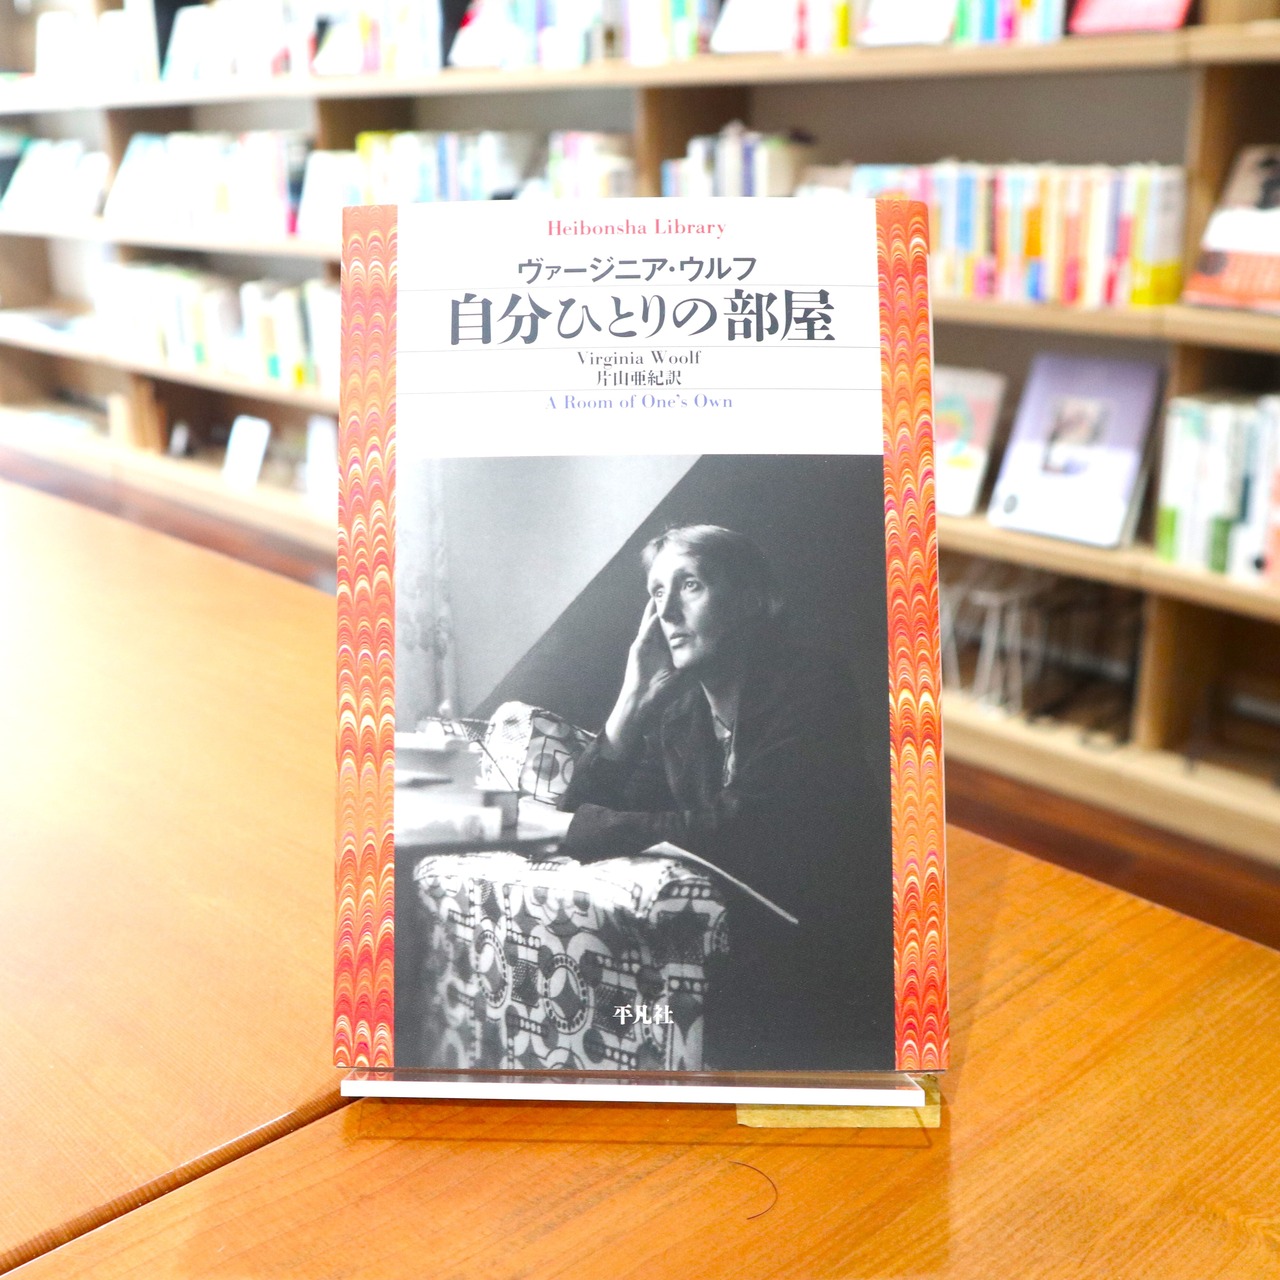 Heibonsha Library
ヴァージニア・ウルフ
自分ひとりの部屋
Virginia Woolf
片山亜紀訳
A Room of One's Own
平凡社